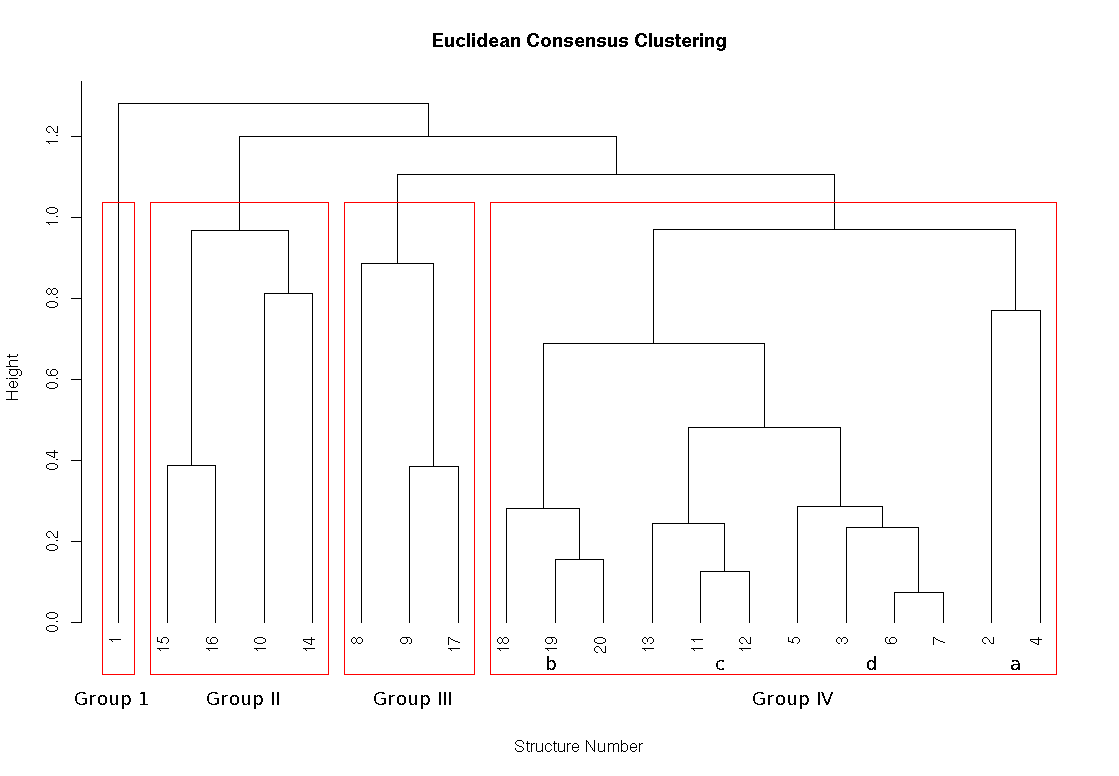 Euclidean Consensus Clustering
Height
1.2
1.0
0.8
0.6
0.4
0.2
0.0
1 15 16 10 14 8 9 17 18 19 20 13 11 12 5 3 6 7 2 4
b c d a
Group 1 Group II Group III Group IV
Structure Number